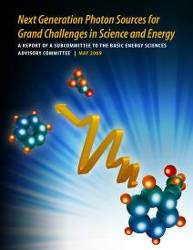 Next Generation Photon Sources for
Grand Challenges in Science and Energy
A REPORT OF A SUBCOMMITTEE TO THE BASIC ENERGY SCIENCES
ADVISORY COMMITTEE | MAY 2009